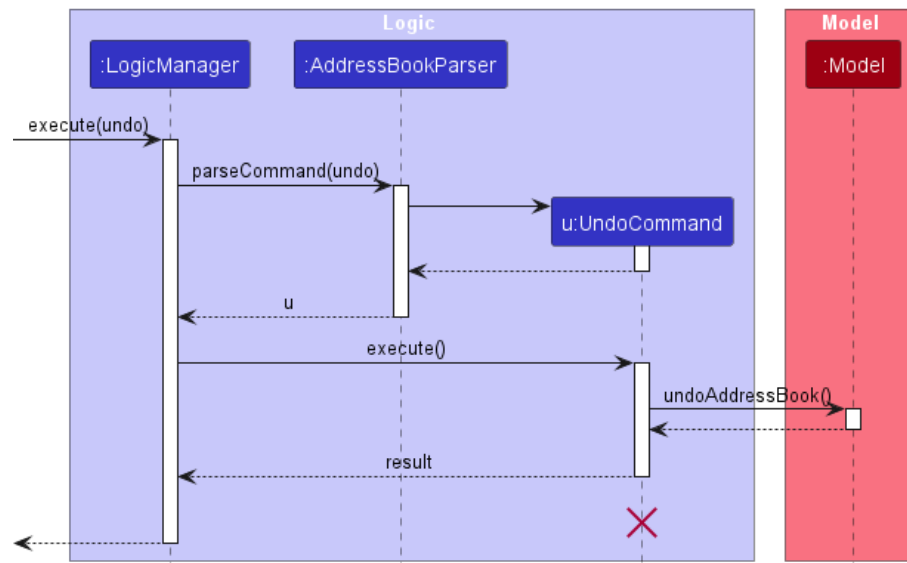 Logic
Model
:LogicManager
:AddressBookParser
:Model
execute(undo)
parseCommand(undo)
u:UndoCommand
u
execute()
undoAddressBook()
result